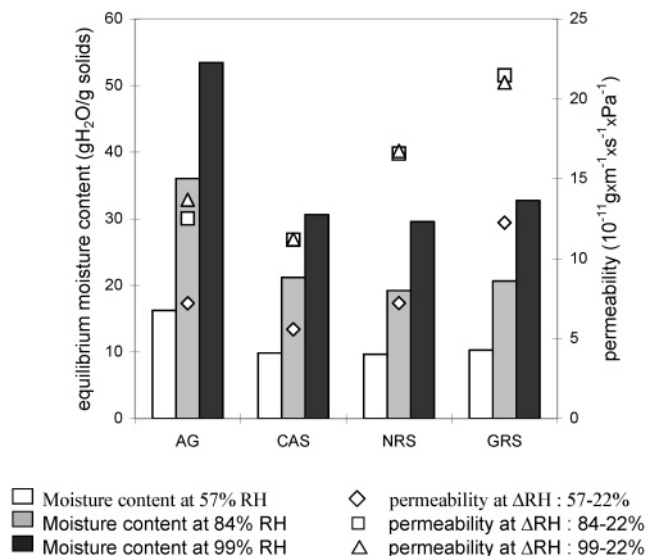 60
50
40
30
20
10
0
equilibrium moisture content (gH₂O/g solids)
25
20
15
10
5
0
permeability (10⁻¹¹gxm⁻¹xs⁻¹xPa⁻¹)
AG CAS NRS GRS
Moisture content at 57% RH
Moisture content at 84% RH
Moisture content at 99% RH
permeability at ΔRH : 57-22%
permeability at ΔRH : 84-22%
permeability at ΔRH : 99-22%